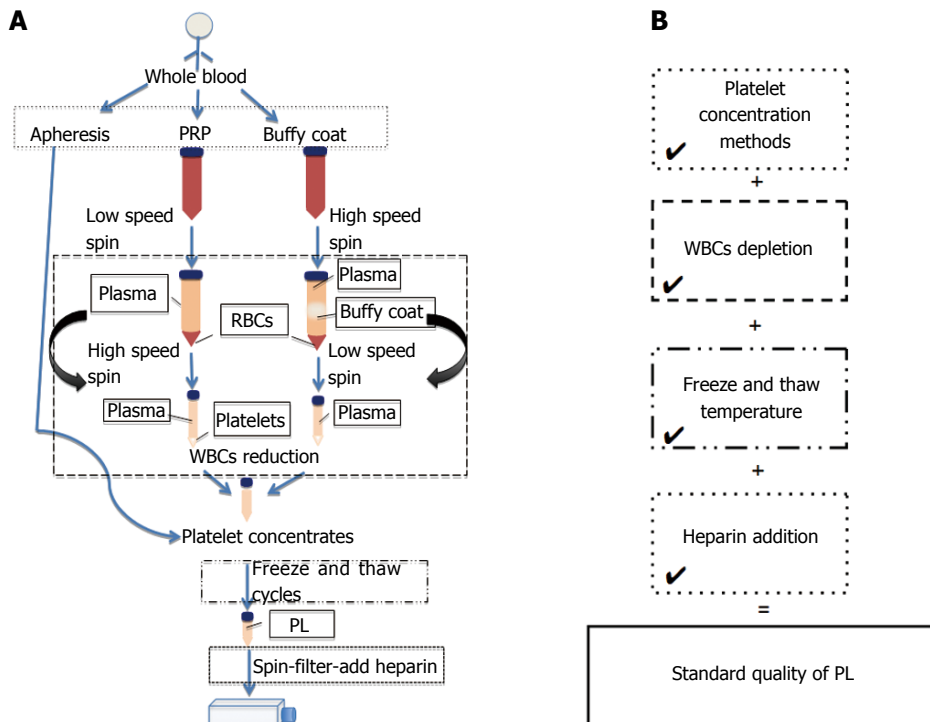 A
Whole blood
Apheresis PRP Buffy coat
Low speed
spin
High speed
spin
Plasma
Plasma
Buffy coat
RBCs
High speed
spin
Low speed
spin
Plasma
Platelets
Plasma
WBCs reduction
Platelet concentrates
Freeze and thaw
cycles
PL
Spin-filter-add heparin
B
Platelet
concentration
methods
+
WBCs depletion
+
Freeze and thaw
temperature
+
Heparin addition
=
Standard quality of PL